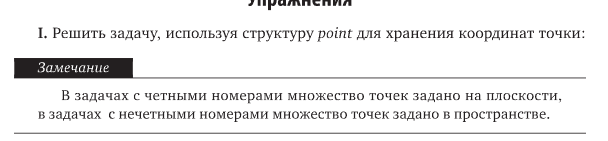 Упражнения
I. Решить задачу, используя структуру point для хранения координат точки:
Замечание
В задачах с четными номерами множество точек задано на плоскости,
в задачах с нечетными номерами множество точек задано в пространстве.